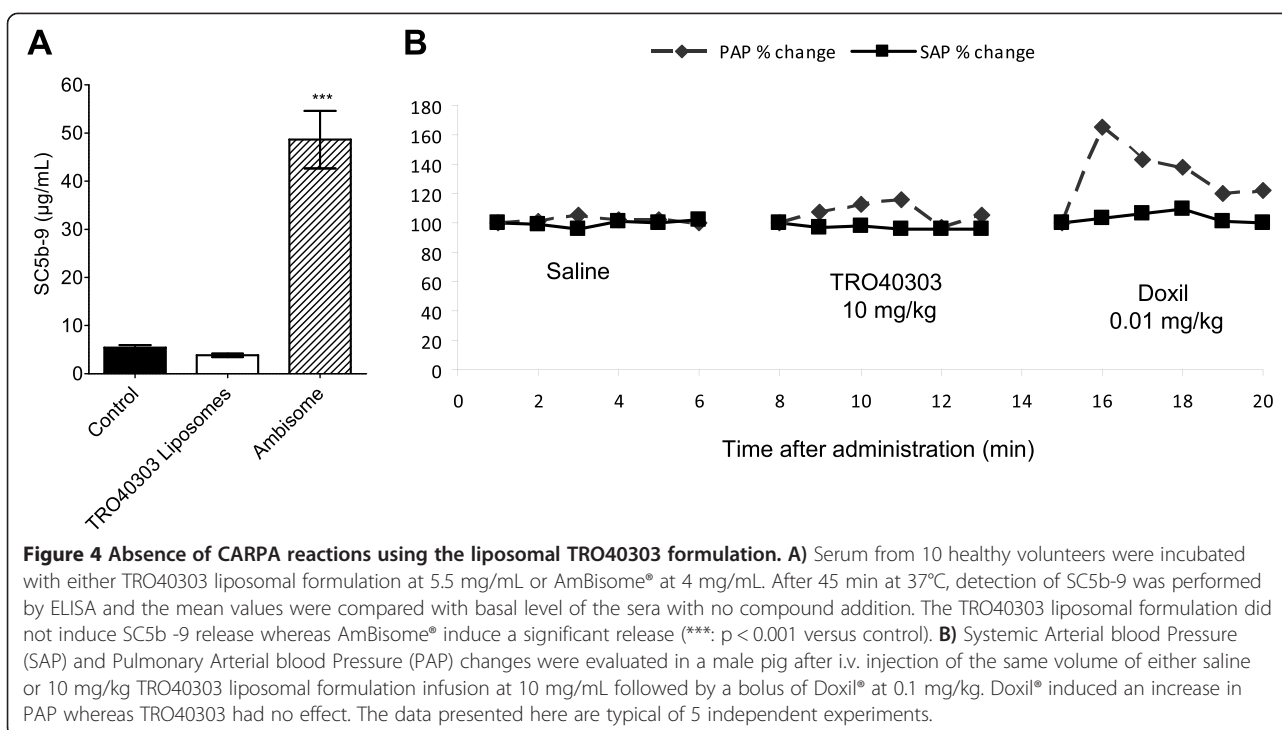 A
B
PAP % change
SAP % change
SC5b-9 (µg/mL)
60
50
40
30
20
10
0
Control
TRO40303 Liposomes
Ambisome
***
180
160
140
120
100
80
60
40
20
0
Saline
TRO40303
10 mg/kg
Doxil
0.01 mg/kg
0 2 4 6 8 10 12 14 16 18 20
Time after administration (min)
Figure 4 Absence of CARPA reactions using the liposomal TRO40303 formulation. A) Serum from 10 healthy volunteers were incubated
with either TRO40303 liposomal formulation at 5.5 mg/mL or AmBisome® at 4 mg/mL. After 45 min at 37°C, detection of SC5b-9 was performed
by ELISA and the mean values were compared with basal level of the sera with no compound addition. The TRO40303 liposomal formulation did
not induce SC5b -9 release whereas AmBisome® induce a significant release (***: p < 0.001 versus control). B) Systemic Arterial blood Pressure
(SAP) and Pulmonary Arterial blood Pressure (PAP) changes were evaluated in a male pig after i.v. injection of the same volume of either saline
or 10 mg/kg TRO40303 liposomal formulation infusion at 10 mg/mL followed by a bolus of Doxil® at 0.1 mg/kg. Doxil® induced an increase in
PAP whereas TRO40303 had no effect. The data presented here are typical of 5 independent experiments.